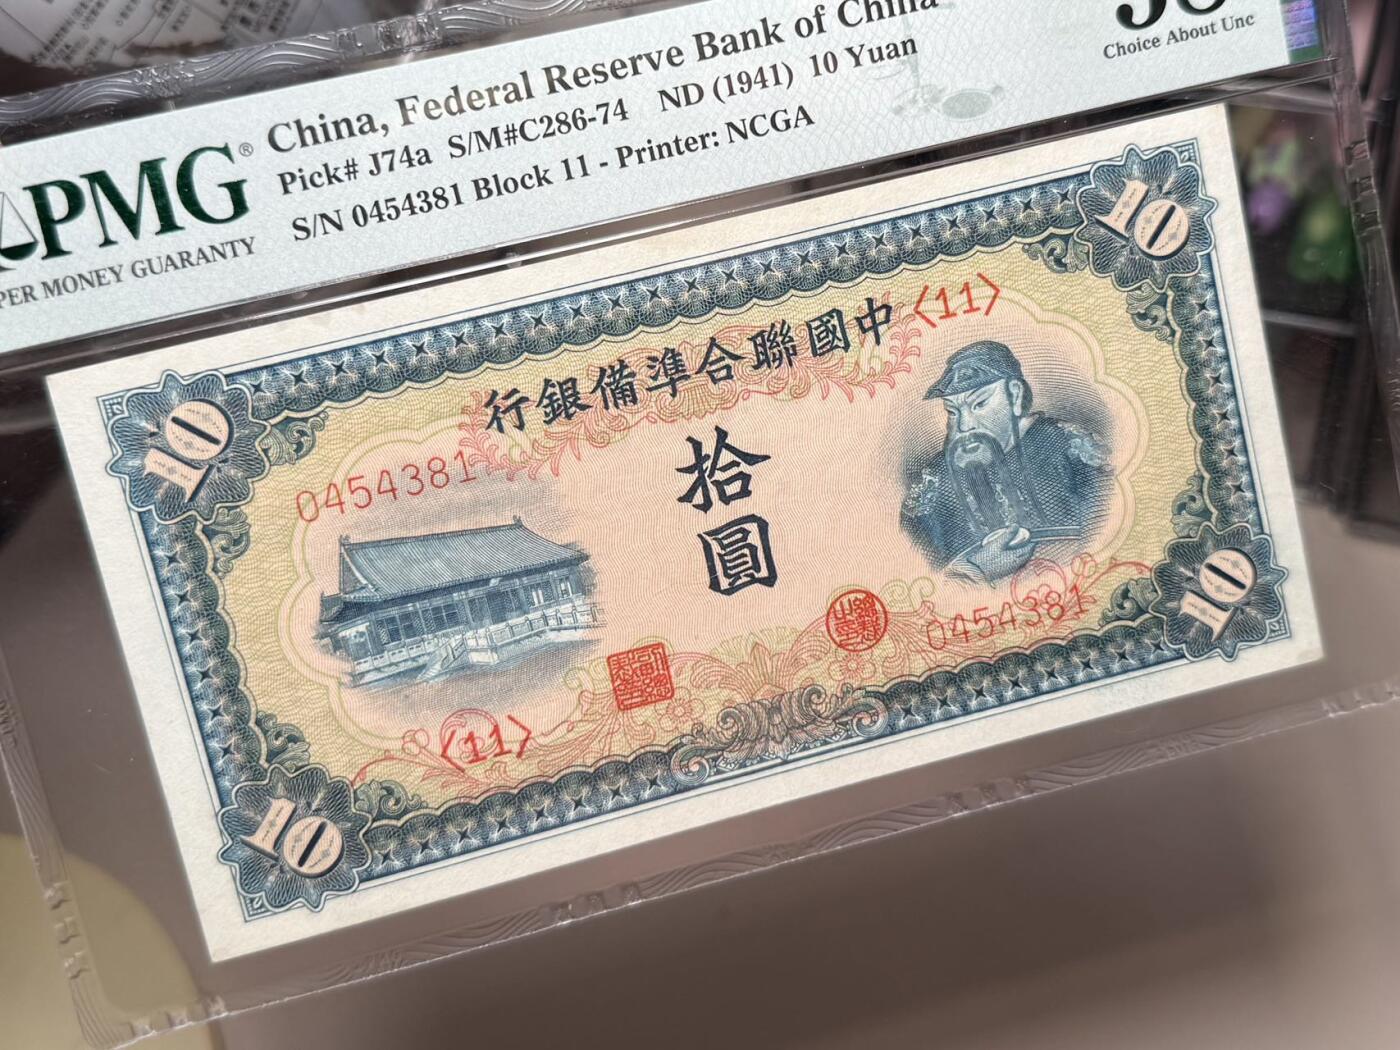 PMG®
PER MONEY GUARANTY
China, Federal Reserve Bank of China
Pick# J74a S/M#C286-74 ND (1941) 10 Yuan
S/N 0454381 Block 11 - Printer: NCGA
Choice About Unc
10
10
行銀備準合聯國中
〈11〉
0454381
拾
圓
0454381
〈11〉
10
10